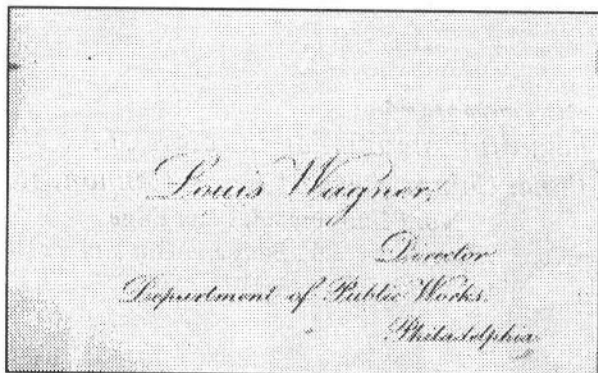 Louis Wagner,
Director
Department of Public Works.
Philadelphia